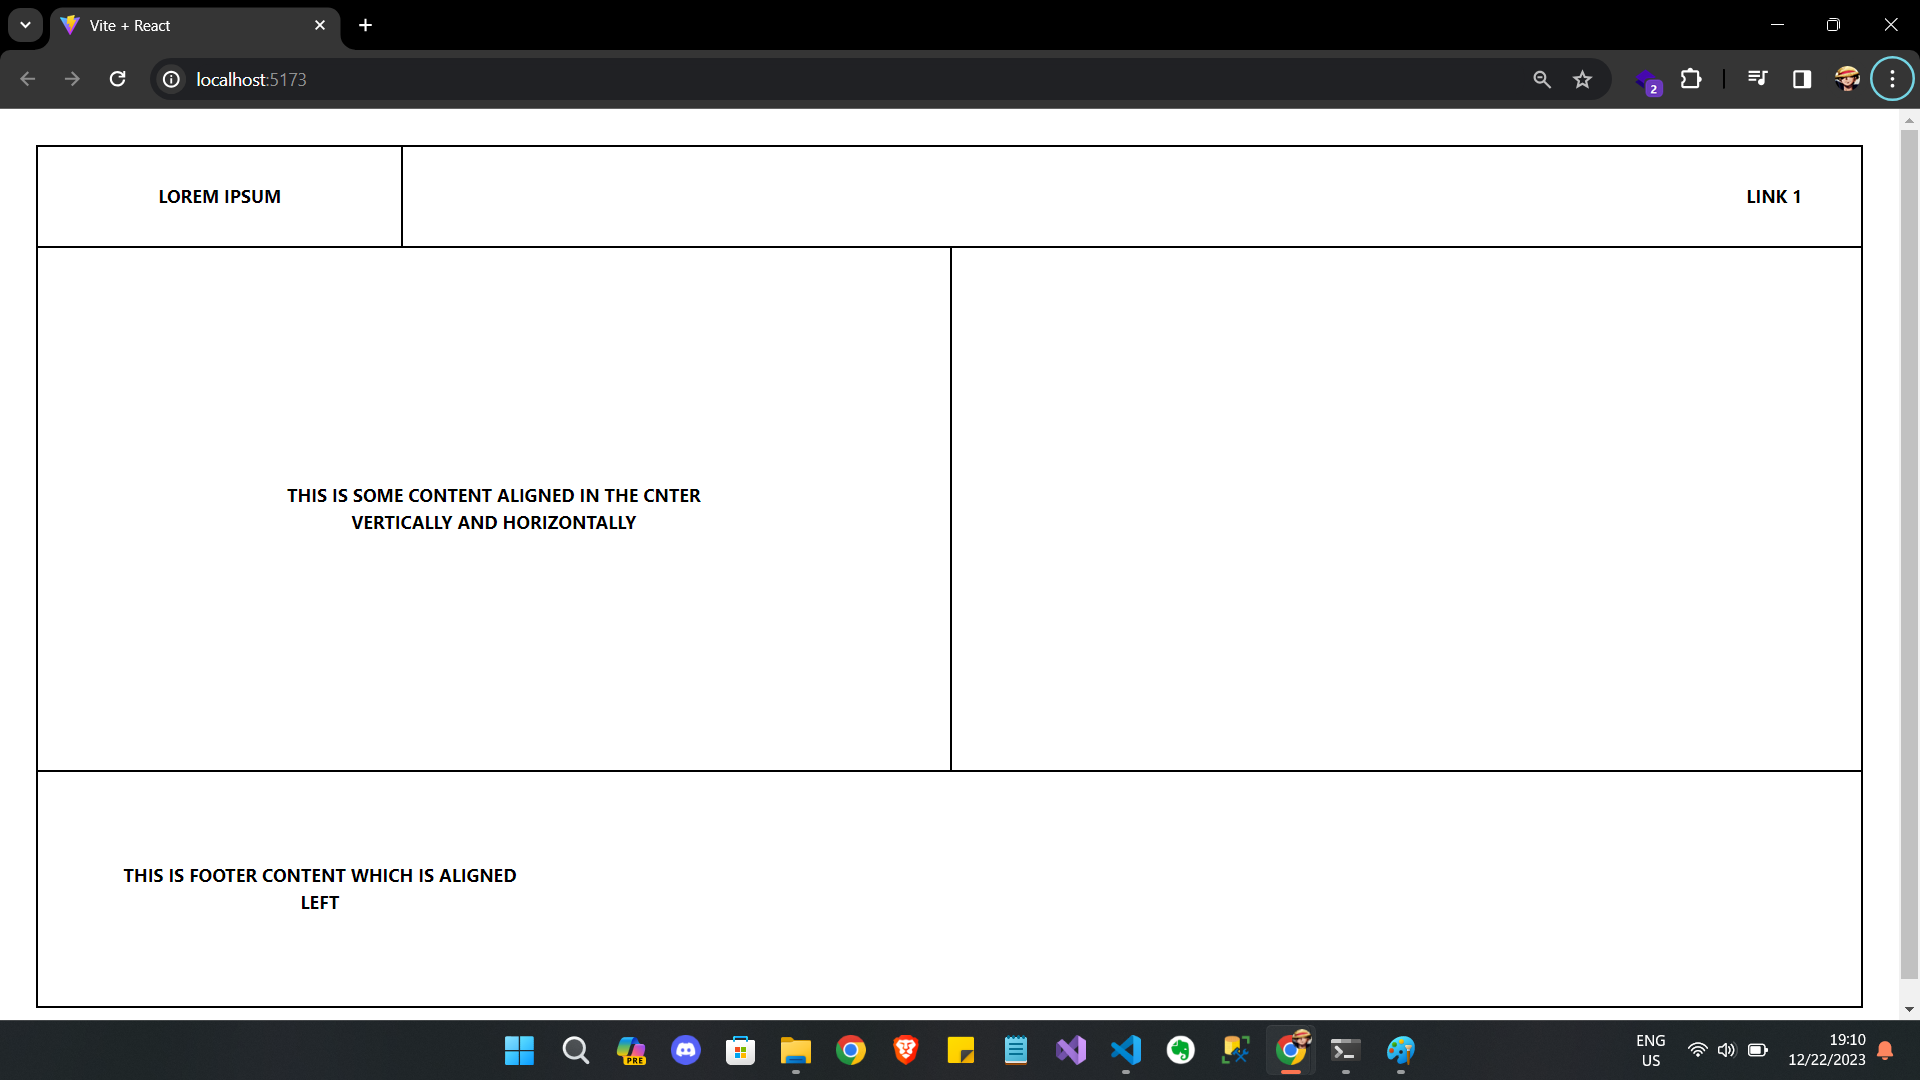 Vite + React
localhost:5173
2
LOREM IPSUM
LINK 1
THIS IS SOME CONTENT ALIGNED IN THE CNTER
VERTICALLY AND HORIZONTALLY
THIS IS FOOTER CONTENT WHICH IS ALIGNED
LEFT
PRE
ENG
US
19:10
12/22/2023